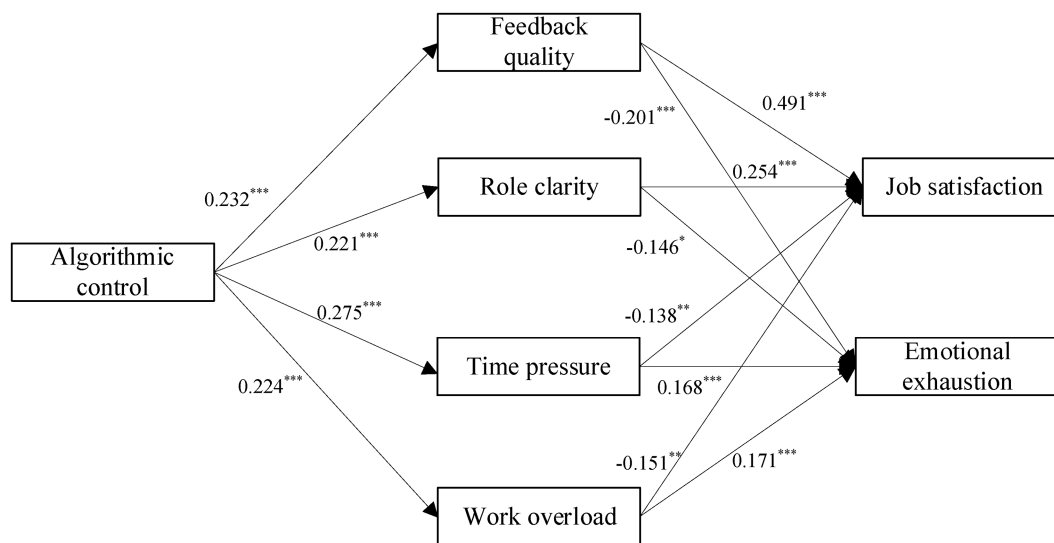 Feedback
quality
0.491***
-0.201***
0.254***
Role clarity
Job satisfaction
0.232***
0.221***
-0.146*
Algorithmic
control
0.275***
-0.138**
Time pressure
Emotional
exhaustion
0.224***
0.168***
-0.151**
0.171***
Work overload